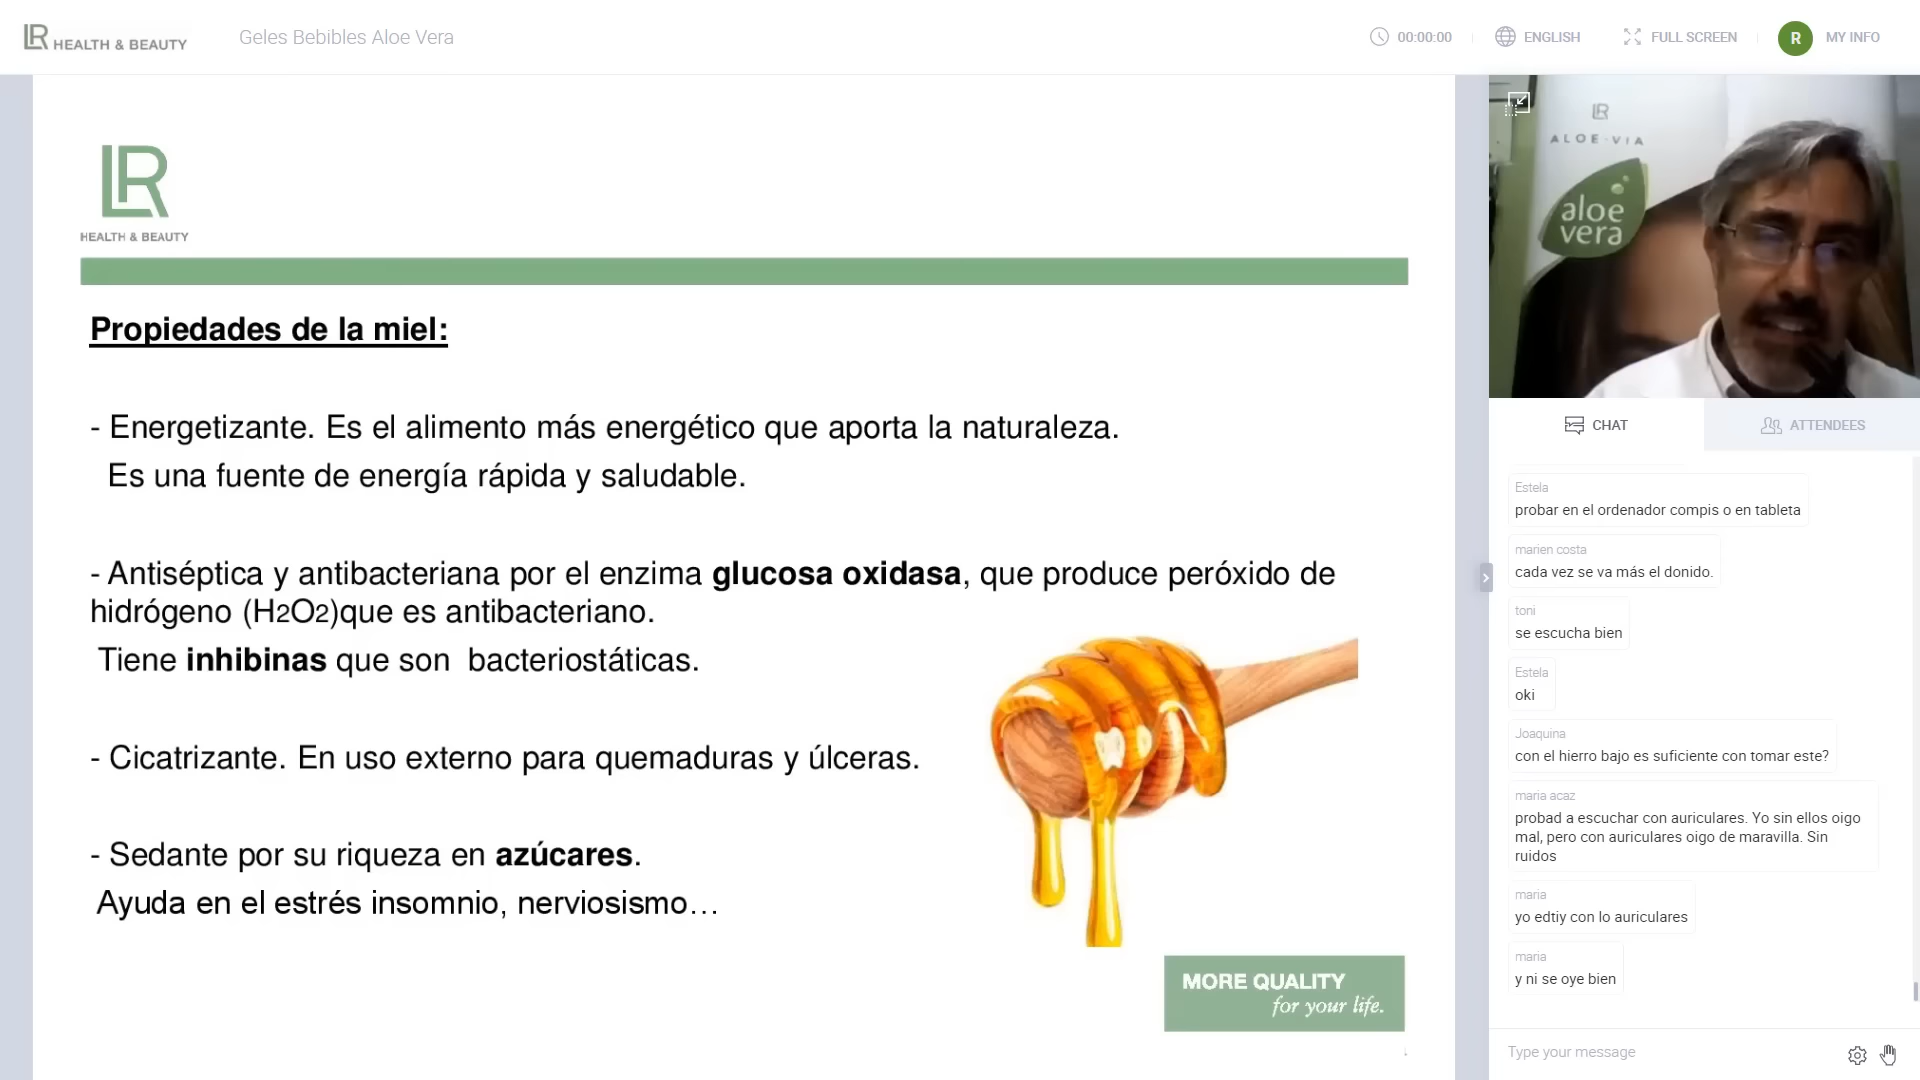 LR HEALTH & BEAUTY
Geles Bebibles Aloe Vera
00:00:00
ENGLISH
FULL SCREEN
R
MY INFO
LR
HEALTH & BEAUTY
Propiedades de la miel:
- Energetizante. Es el alimento más energético que aporta la naturaleza.
Es una fuente de energía rápida y saludable.
- Antiséptica y antibacteriana por el enzima glucosa oxidasa, que produce peróxido de
hidrógeno (H2O2)que es antibacteriano.
Tiene inhibinas que son bacteriostáticas.
- Cicatrizante. En uso externo para quemaduras y úlceras.
- Sedante por su riqueza en azúcares.
Ayuda en el estrés insomnio, nerviosismo…
MORE QUALITY
for your life.
LR
ALOE VIA
aloe
vera
CHAT
ATTENDEES
Estela
probar en el ordenador compis o en tableta
marien costa
cada vez se va más el donido.
toni
se escucha bien
Estela
oki
Joaquina
con el hierro bajo es suficiente con tomar este?
maria acaz
probad a escuchar con auriculares. Yo sin ellos oigo
mal, pero con auriculares oigo de maravilla. Sin
ruidos
maria
yo edtiy con lo auriculares
maria
y ni se oye bien
Type your message